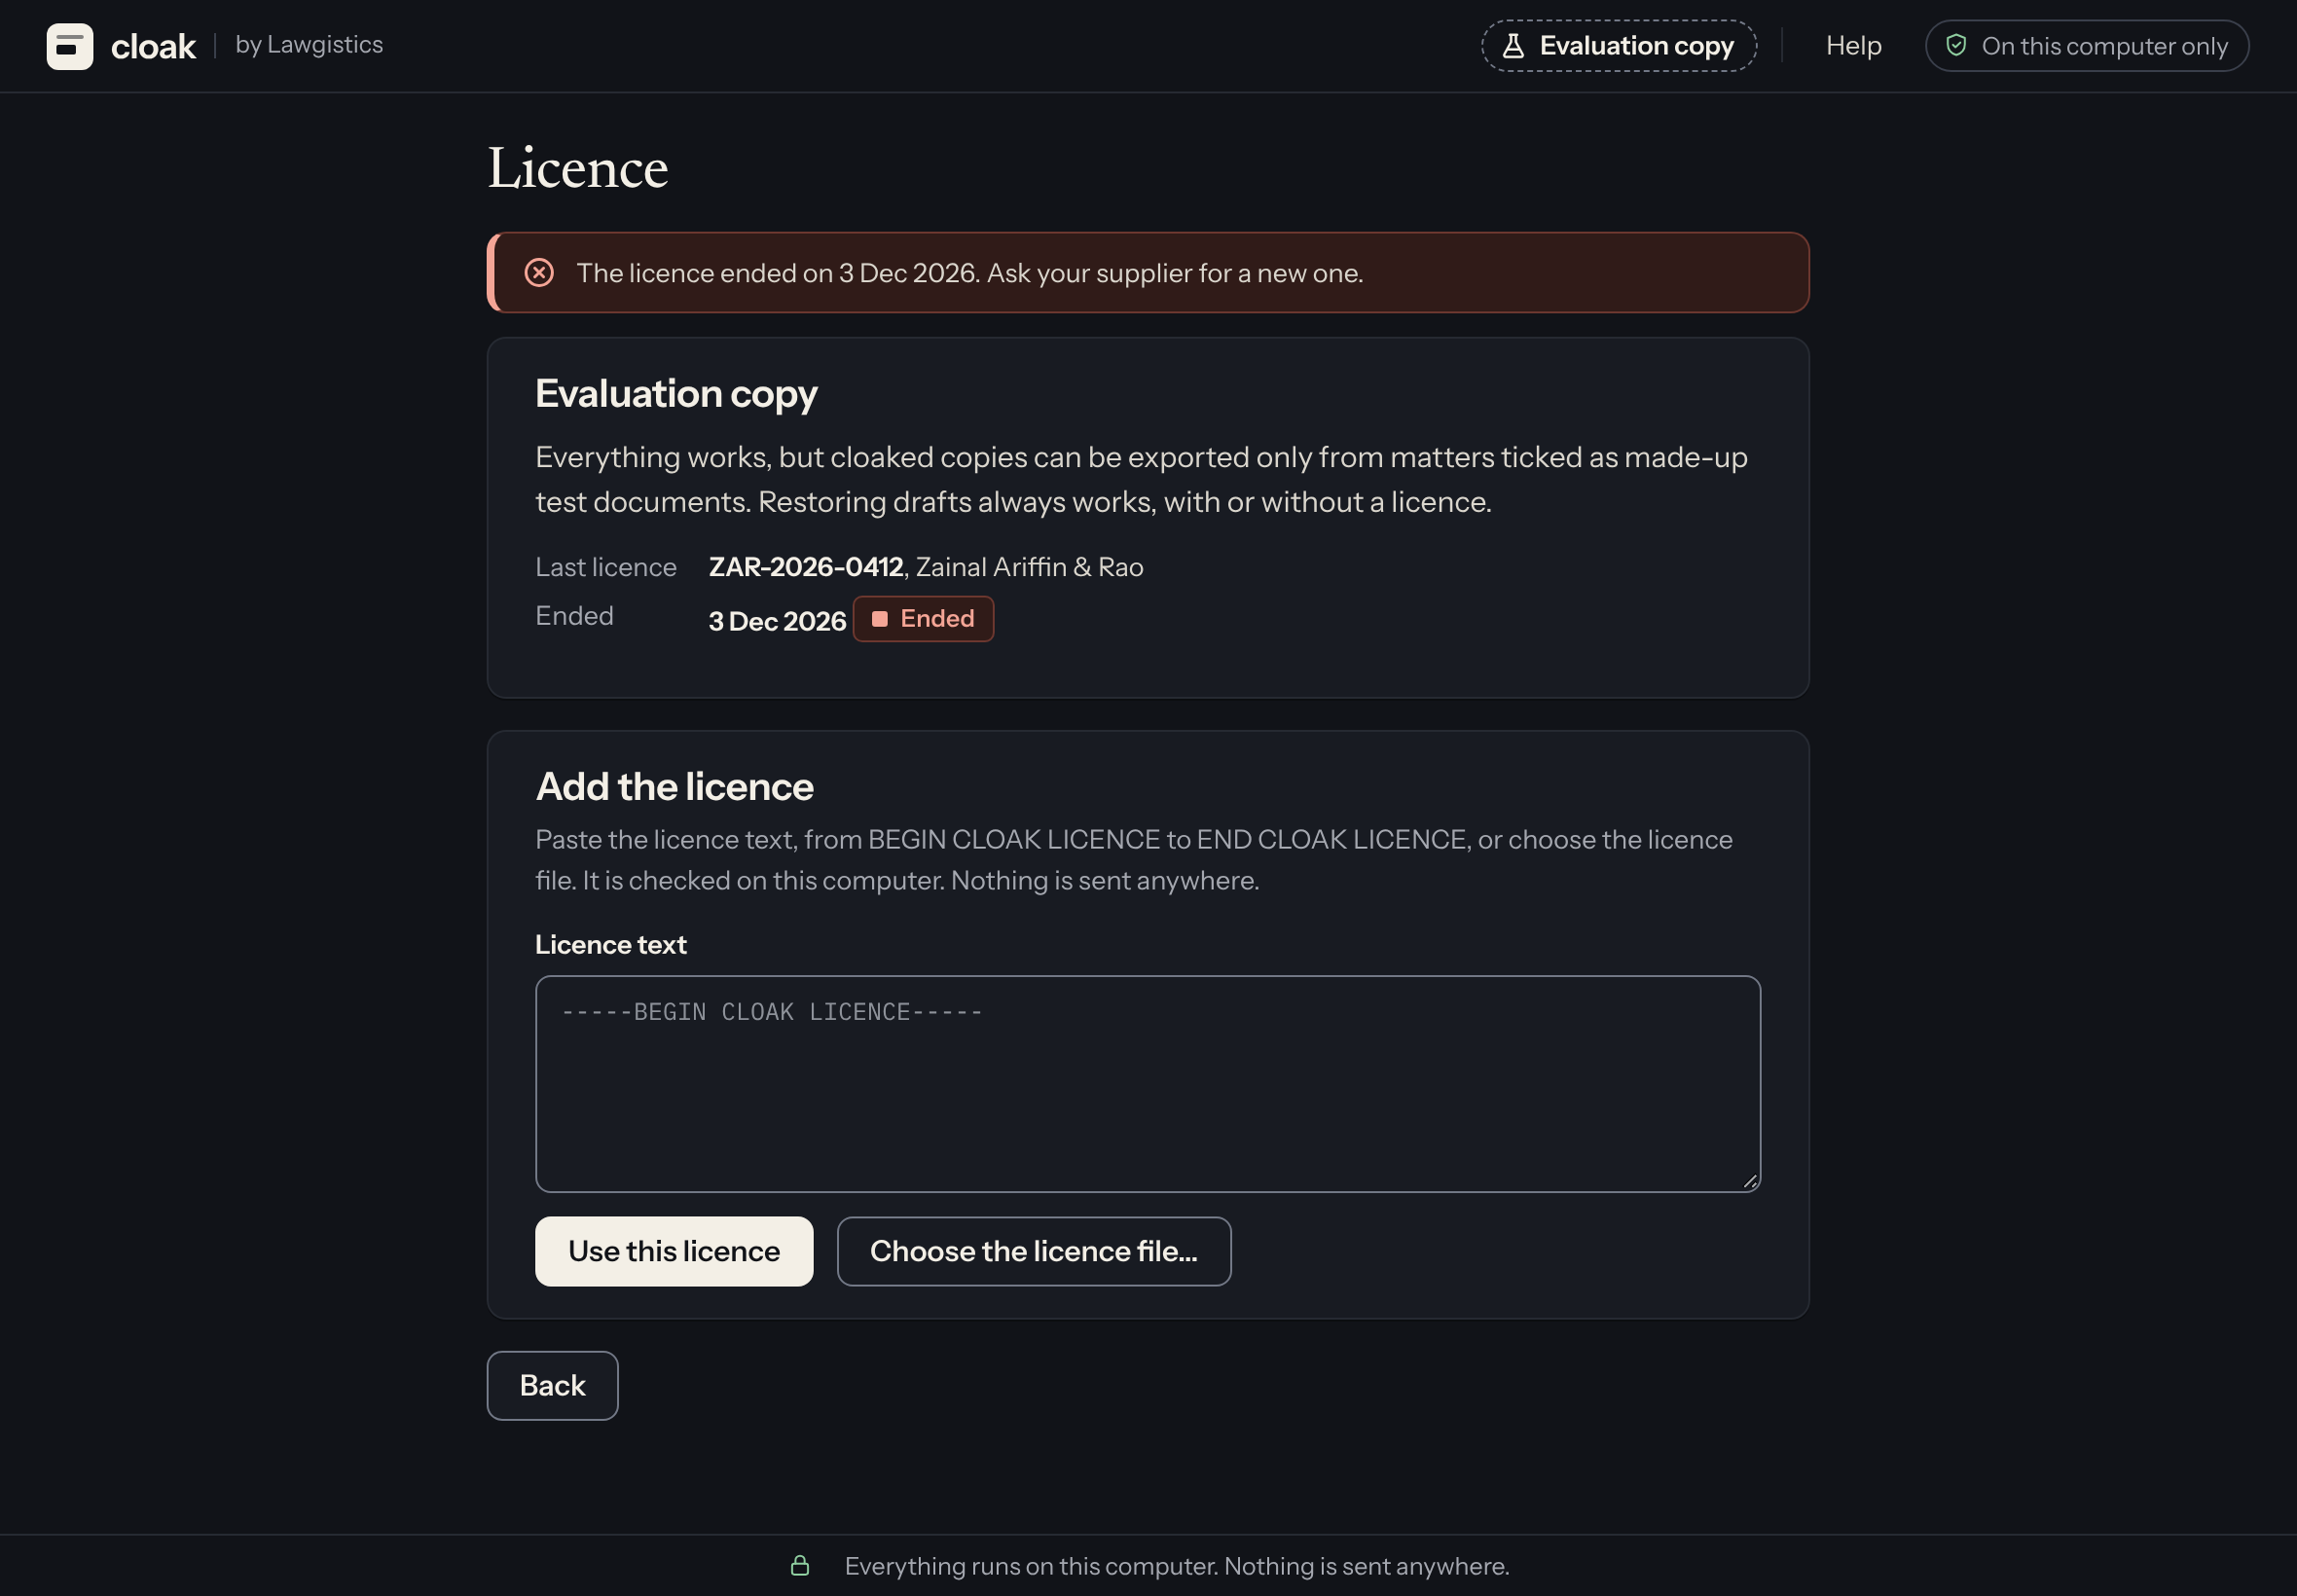 cloak
by Lawgistics
Evaluation copy
Help
On this computer only
Licence
The licence ended on 3 Dec 2026. Ask your supplier for a new one.
Evaluation copy
Everything works, but cloaked copies can be exported only from matters ticked as made-up
test documents. Restoring drafts always works, with or without a licence.
Last licence ZAR-2026-0412, Zainal Ariffin & Rao
Ended 3 Dec 2026 Ended
Add the licence
Paste the licence text, from BEGIN CLOAK LICENCE to END CLOAK LICENCE, or choose the licence
file. It is checked on this computer. Nothing is sent anywhere.
Licence text
-----BEGIN CLOAK LICENCE-----
Use this licence
Choose the licence file...
Back
Everything runs on this computer. Nothing is sent anywhere.